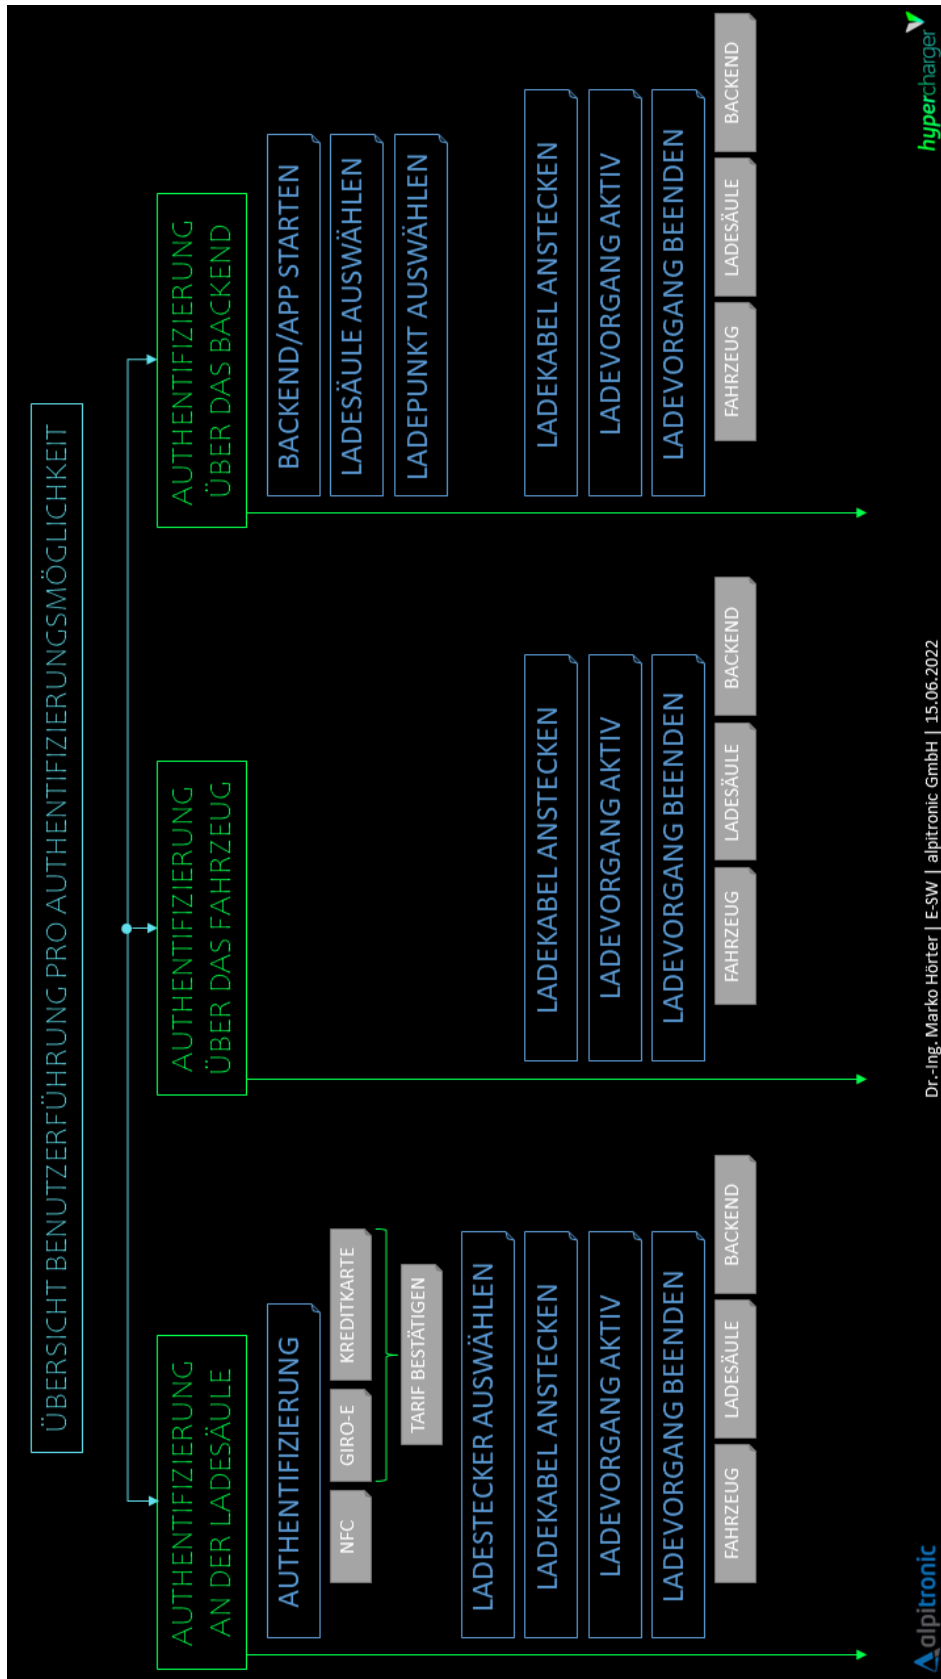 ÜBERSICHT BENUTZERFÜHRUNG PRO AUTHENTIFIZIERUNGSMÖGLICHKEIT
AUTHENTIFIZIERUNG
AN DER LADESÄULE
AUTHENTIFIZIERUNG
NFC
GIRO-E
KREDITKARTE
TARIF BESTÄTIGEN
LADESTECKER AUSWÄHLEN
LADEKABEL ANSTECKEN
LADEVORGANG AKTIV
LADEVORGANG BEENDEN
FAHRZEUG
LADESÄULE
BACKEND
AUTHENTIFIZIERUNG
ÜBER DAS FAHRZEUG
LADEKABEL ANSTECKEN
LADEVORGANG AKTIV
LADEVORGANG BEENDEN
FAHRZEUG
LADESÄULE
BACKEND
AUTHENTIFIZIERUNG
ÜBER DAS BACKEND
BACKEND/APP STARTEN
LADESÄULE AUSWÄHLEN
LADEPUNKT AUSWÄHLEN
LADEKABEL ANSTECKEN
LADEVORGANG AKTIV
LADEVORGANG BEENDEN
FAHRZEUG
LADESÄULE
BACKEND
alpitronic
Dr.-Ing. Marko Hörter | E-SW | alpitronic GmbH | 15.06.2022
hypercharger